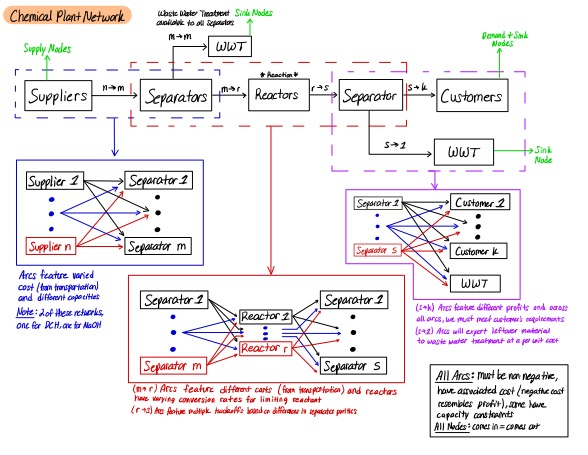 Chemical Plant Network
Waste Water Treatment
available to all Separators
Sink Nodes
m→m
WWT
Supply Nodes
Demand + Sink
Nodes
Suppliers
n→m
Separators
m→r
* Reaction *
Reactors
r→s
Separator
s→k
Customers
s→1
WWT
Sink
Node
Supplier 1
Separator 1
Supplier n
Separator m
Arcs feature varied
cost (from transportation)
and different capacities
Note: 2 of these networks,
one for DCH, one for NaOH
Separator 1
Customer 1
Separator s
Customer k
WWT
(s→k) Arcs feature different profits and across
all arcs, we must meet customer's requirements
(s→1) Arcs will export leftover material
to waste water treatment at a per unit cost
Separator 1
Reactor 1
Separator 1
Reactor r
Separator m
Separator S
(m→r) Arcs feature different costs (from transportation) and reactors
have varying conversion rates for limiting reactant
(r→s) Arcs feature multiple tradeoffs based on differences in separator
All Arcs: must be non negative,
have associated cost (negative cost
resembles profit), some have
capacity constraints
All Nodes: comes in = comes out